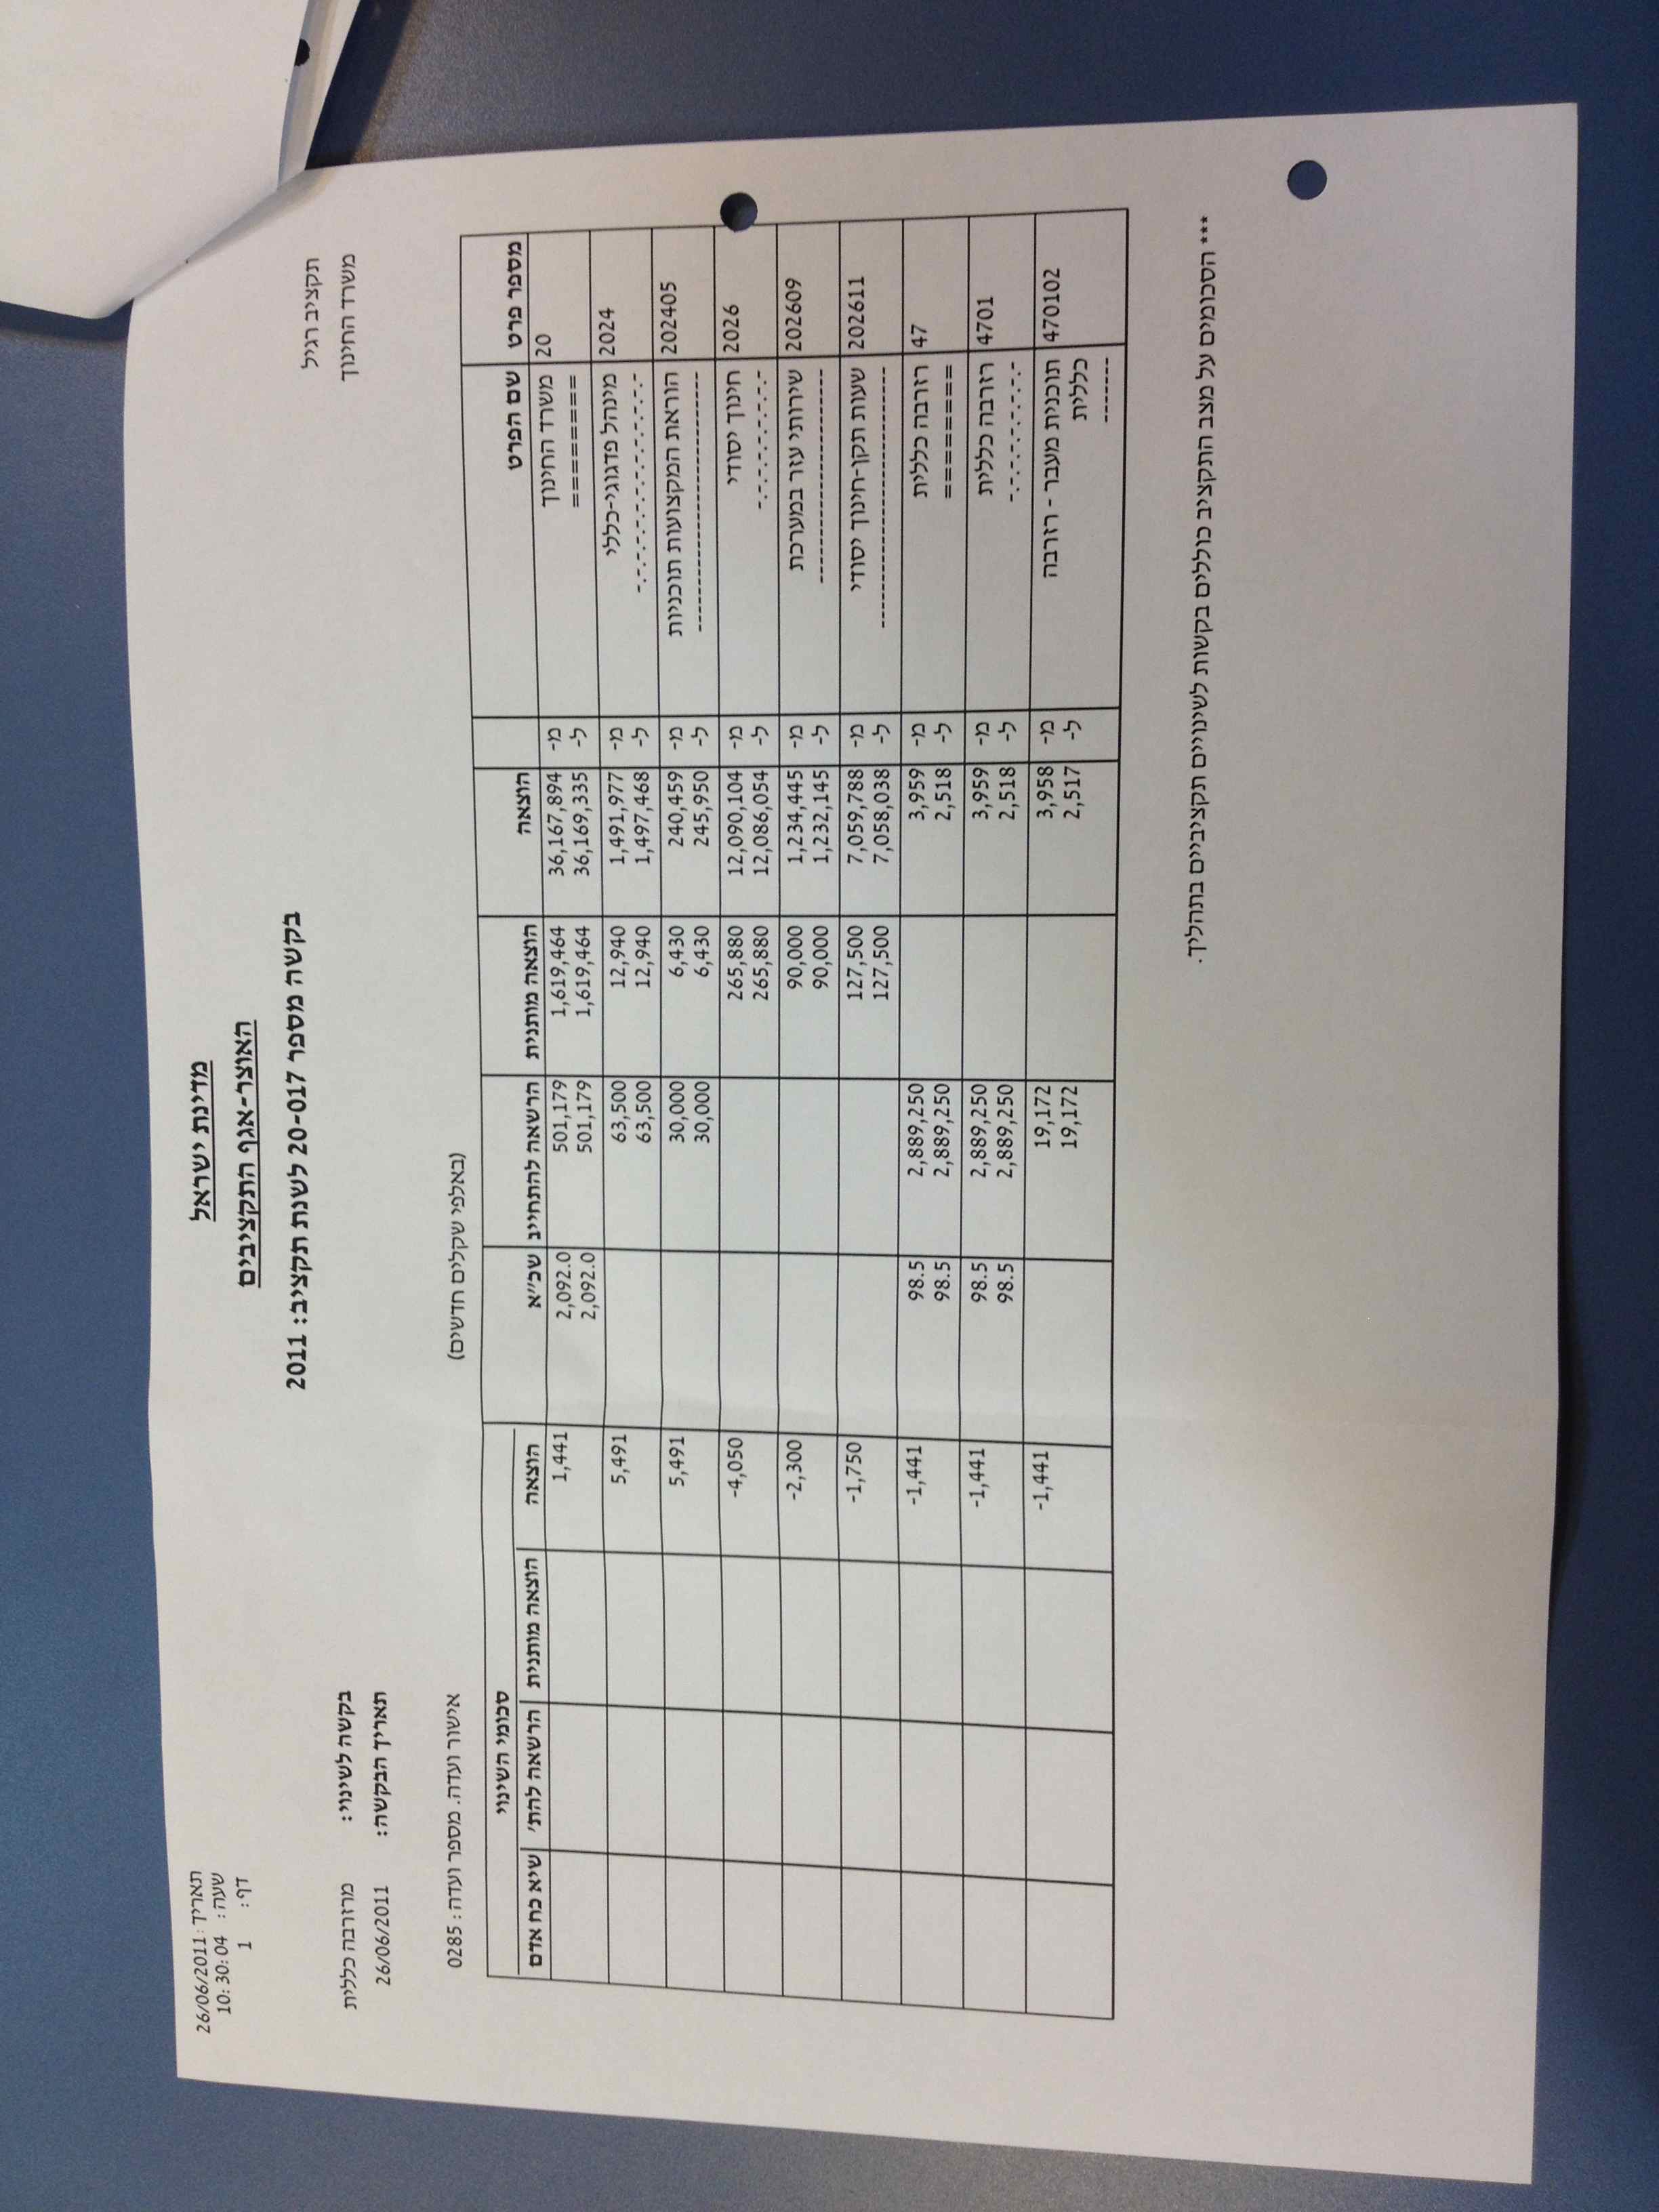 תאריך: 26/06/2011
שעה: 10:30:04
דף: 1
מדינת ישראל
האוצר-אגף התקציבים
בקשה מספר 20-017 לשנת תקציב: 2011
תקציב רגיל
משרד החינוך
בקשה לשינוי: מרזרבה כללית
תאריך הבקשה: 26/06/2011
(באלפי שקלים חדשים)
אישור ועדה. מספר ועדה: 0285
סכומי השינוי
מספר פרט שם הפרט הוצאה הוצאה מותנית הרשאה להתחייב שכ"א הוצאה הוצאה מותנית הרשאה להת' שיא כח אדם
20 משרד החינוך מ- 36,167,894 1,619,464 501,179 2,092.0 1,441
======== ל- 36,169,335 1,619,464 501,179 2,092.0
2024 מינהל פדגוגי-כללי מ- 1,491,977 12,940 63,500 5,491
-.-.-.-.-.-.-.-.-. ל- 1,497,468 12,940 63,500
202405 הוראת המקצועות תוכניות מ- 240,459 6,430 30,000 5,491
---------------------- ל- 245,950 6,430 30,000
2026 חינוך יסודי מ- 12,090,104 265,880 -4,050
-.-.-.-.-.-. ל- 12,086,054 265,880
202609 שירותי עזר במערכת מ- 1,234,445 90,000 -2,300
------------------ ל- 1,232,145 90,000
202611 שעות תקן-חינוך יסודי מ- 7,059,788 127,500 -1,750
---------------------- ל- 7,058,038 127,500
47 רזרבה כללית מ- 3,959 2,889,250 98.5 -1,441
======== ל- 2,518 2,889,250 98.5
4701 רזרבה כללית מ- 3,959 2,889,250 98.5 -1,441
-.-.-.-.-.-. ל- 2,518 2,889,250 98.5
470102 תוכנית מעבר - רזרבה מ- 3,958 19,172 -1,441
כללית ל- 2,517 19,172
------
*** הסכומים על מצב התקציב כוללים בקשות לשינויים תקציביים בתהליך.